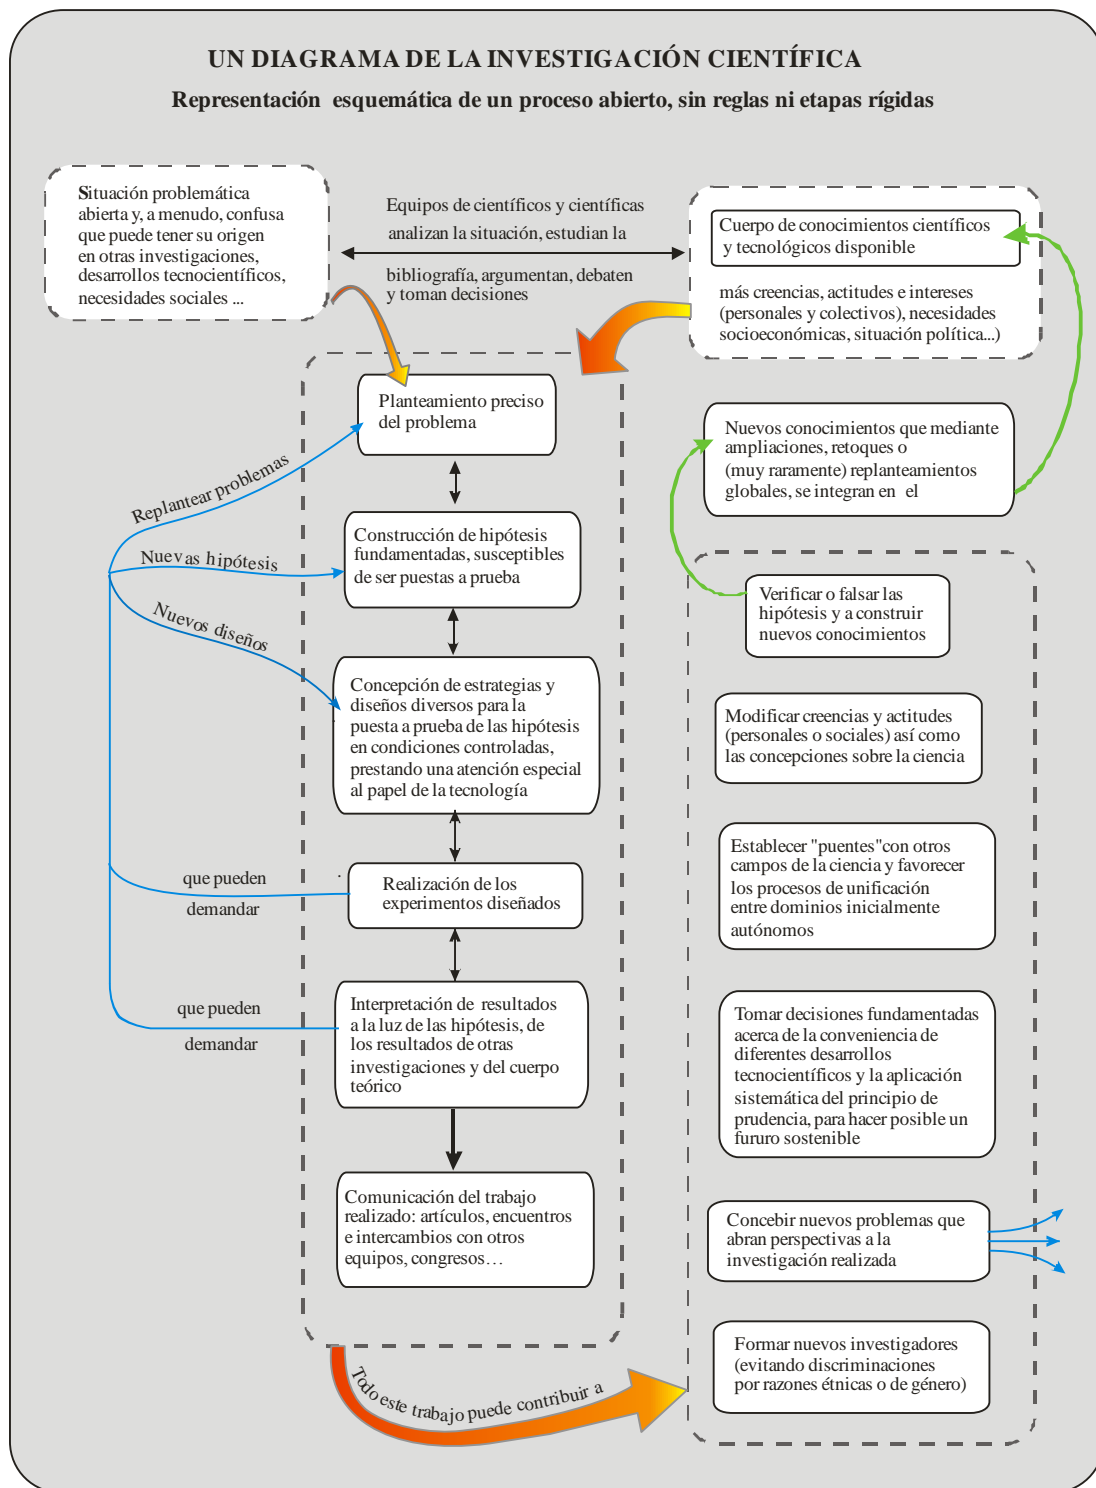 UN DIAGRAMA DE LA INVESTIGACIÓN CIENTÍFICA
Representación esquemática de un proceso abierto, sin reglas ni etapas rígidas
Situación problemática
abierta y, a menudo, confusa
que puede tener su origen
en otras investigaciones,
desarrollos tecnocientíficos,
necesidades sociales ...
Equipos de científicos y científicas
analizan la situación, estudian la
bibliografía, argumentan, debaten
y toman decisiones
Cuerpo de conocimientos científicos
y tecnológicos disponible
más creencias, actitudes e intereses
(personales y colectivos), necesidades
socioeconómicas, situación política...)
Planteamiento preciso
del problema
Replantear problemas
Construcción de hipótesis
fundamentadas, susceptibles
de ser puestas a prueba
Nuevas hipótesis
Nuevos diseños
Concepción de estrategias y
diseños diversos para la
puesta a prueba de las hipótesis
en condiciones controladas,
prestando una atención especial
al papel de la tecnología
que pueden
demandar
Realización de los
experimentos diseñados
que pueden
demandar
Interpretación de resultados
a la luz de las hipótesis, de
los resultados de otras
investigaciones y del cuerpo
teórico
Comunicación del trabajo
realizado: artículos, encuentros
e intercambios con otros
equipos, congresos…
Todo este trabajo puede contribuir a
Nuevos conocimientos que mediante
ampliaciones, retoques o
(muy raramente) replanteamientos
globales, se integran en el
Verificar o falsar las
hipótesis y a construir
nuevos conocimientos
Modificar creencias y actitudes
(personales o sociales) así como
las concepciones sobre la ciencia
Establecer "puentes"con otros
campos de la ciencia y favorecer
los procesos de unificación
entre dominios inicialmente
autónomos
Tomar decisiones fundamentadas
acerca de la conveniencia de
diferentes desarrollos
tecnocientíficos y la aplicación
sistemática del principio de
prudencia, para hacer posible un
fururo sostenible
Concebir nuevos problemas que
abran perspectivas a la
investigación realizada
Formar nuevos investigadores
(evitando discriminaciones
por razones étnicas o de género)